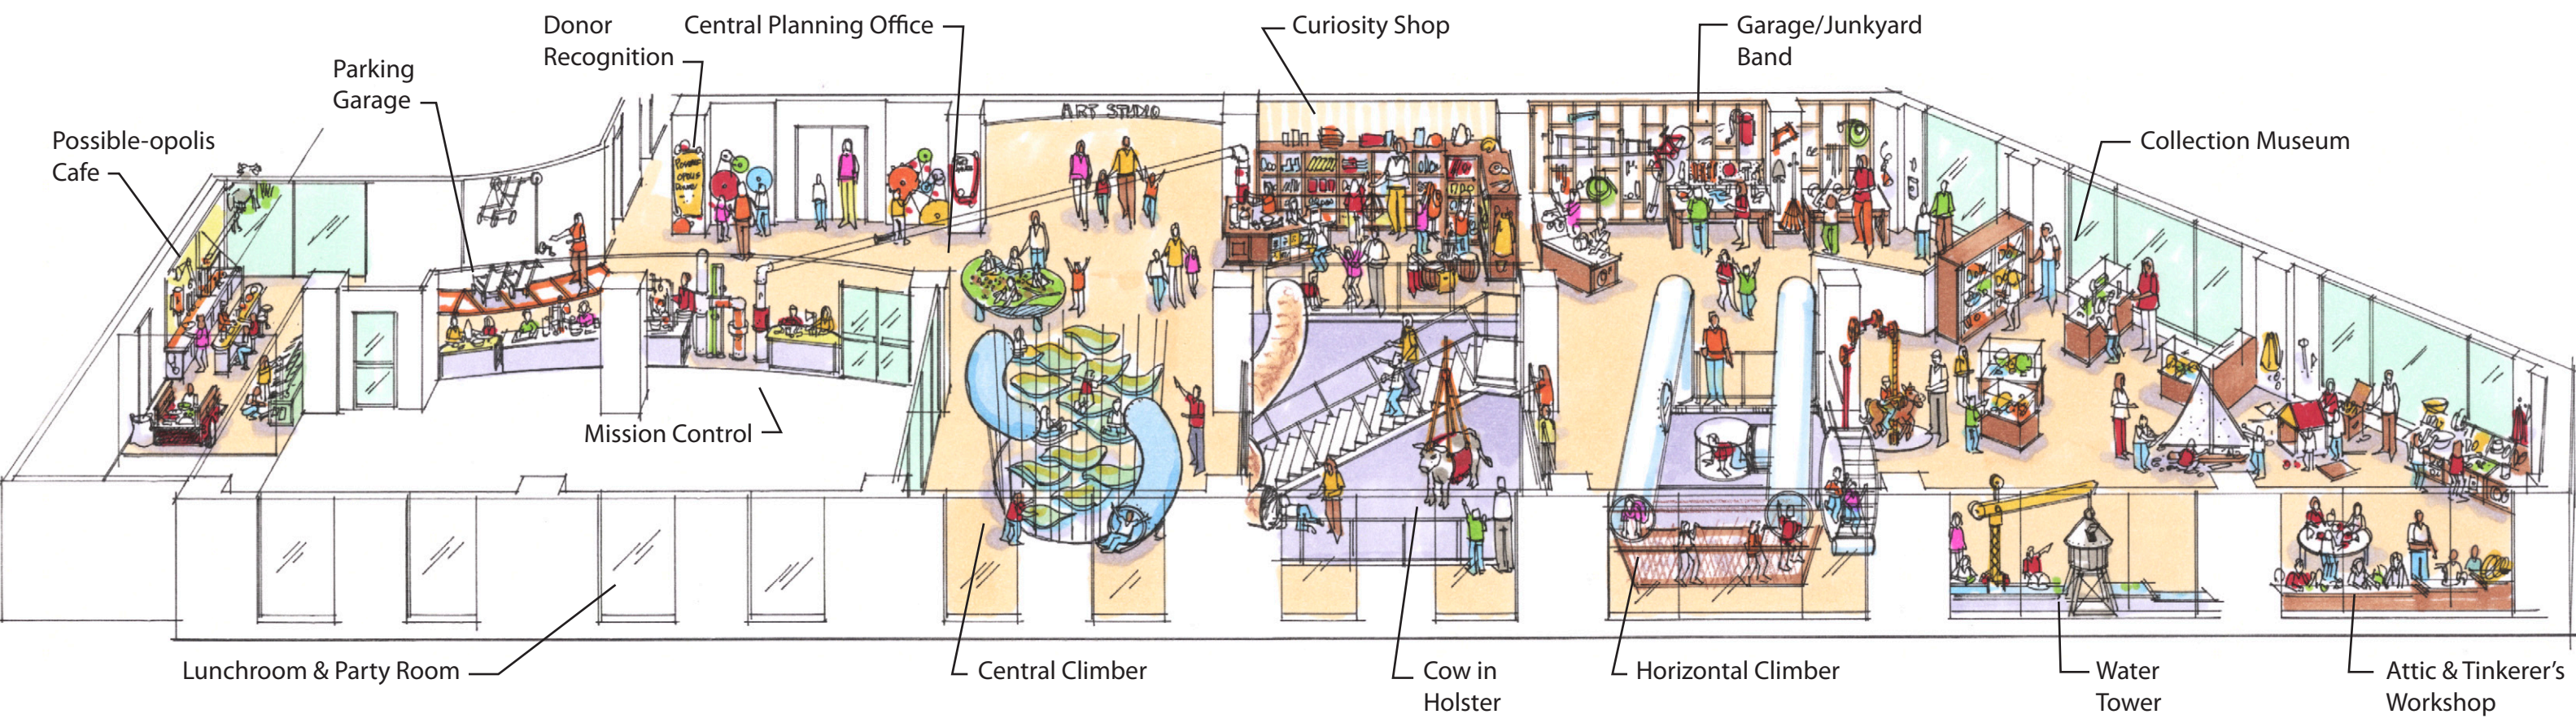 Donor
Recognition
Central Planning Office
Curiosity Shop
Garage/Junkyard
Band
Parking
Garage
Possible-opolis
Cafe
Collection Museum
ART STUDIO
Mission Control
Lunchroom & Party Room
Central Climber
Cow in
Holster
Horizontal Climber
Water
Tower
Attic & Tinkerer's
Workshop